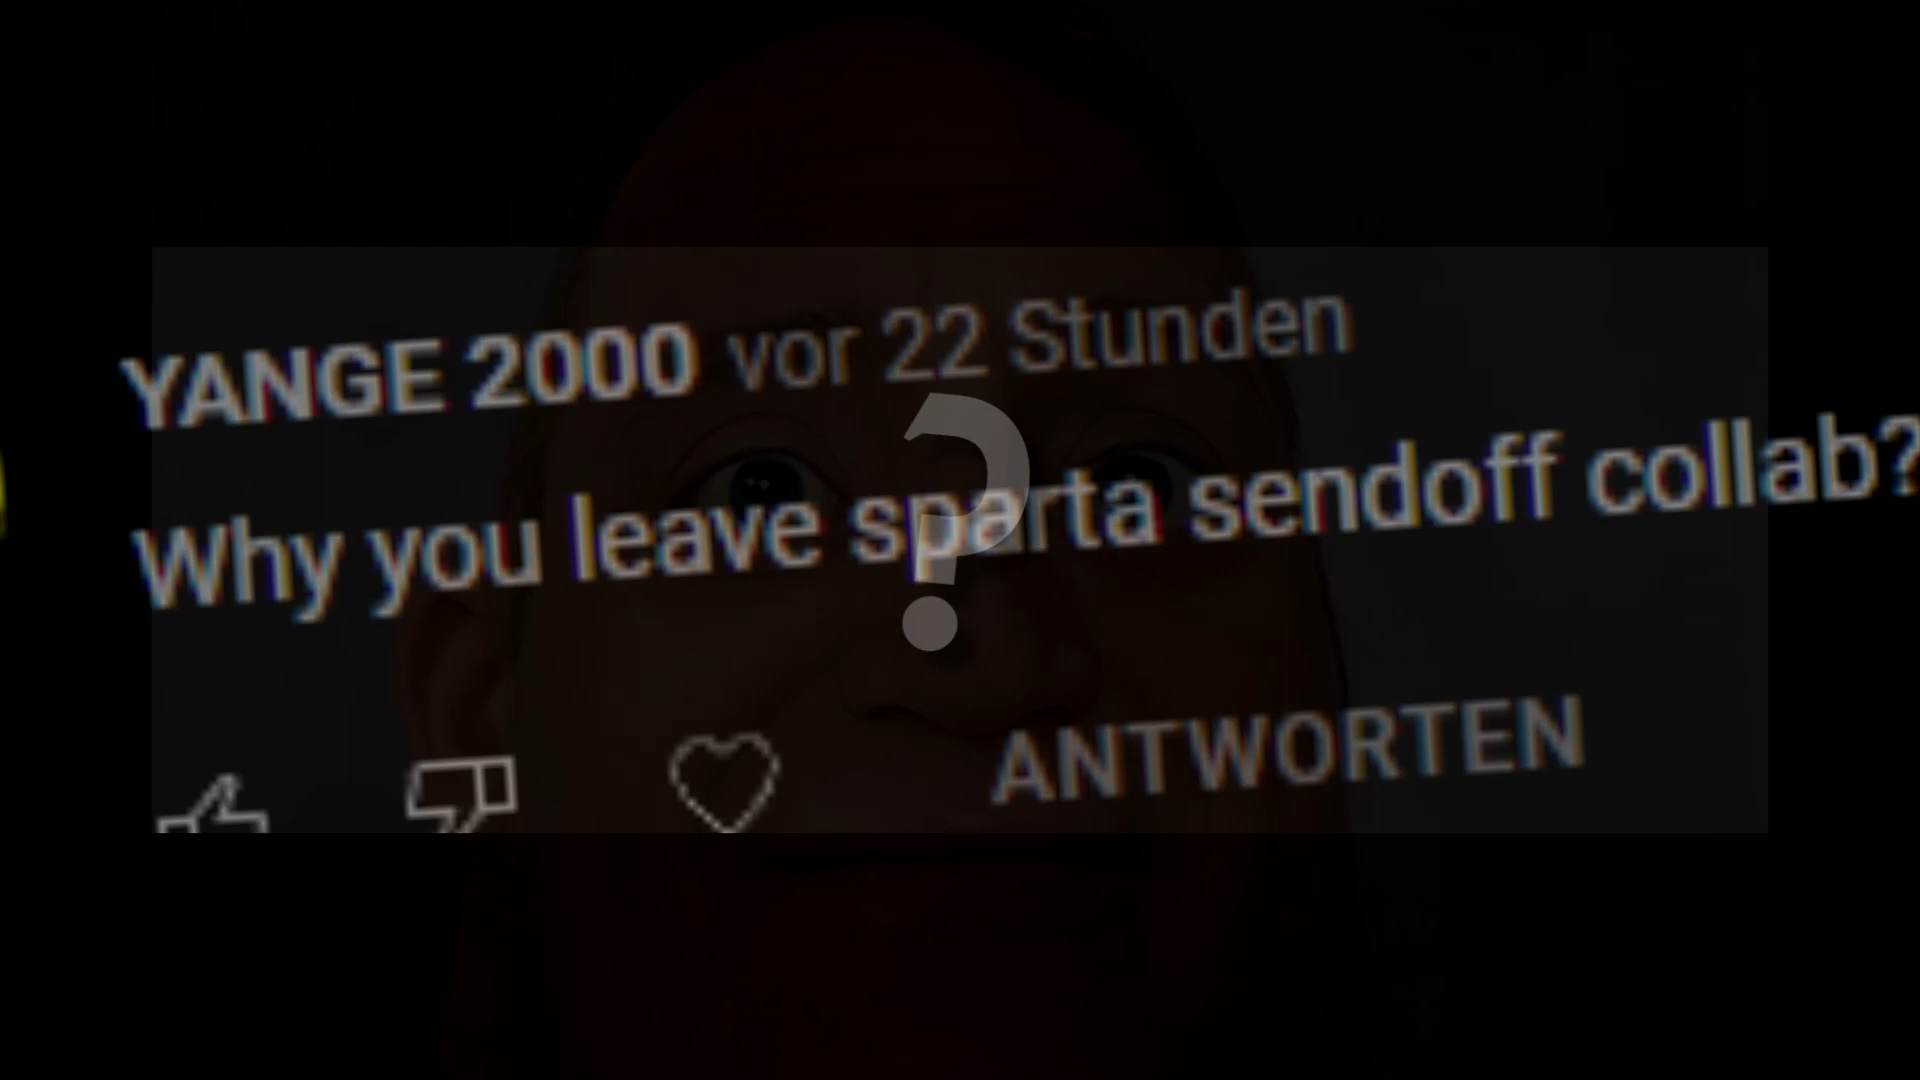 YANGE 2000 vor 22 Stunden
Why you leave sparta sendoff collab?
?
ANTWORTEN